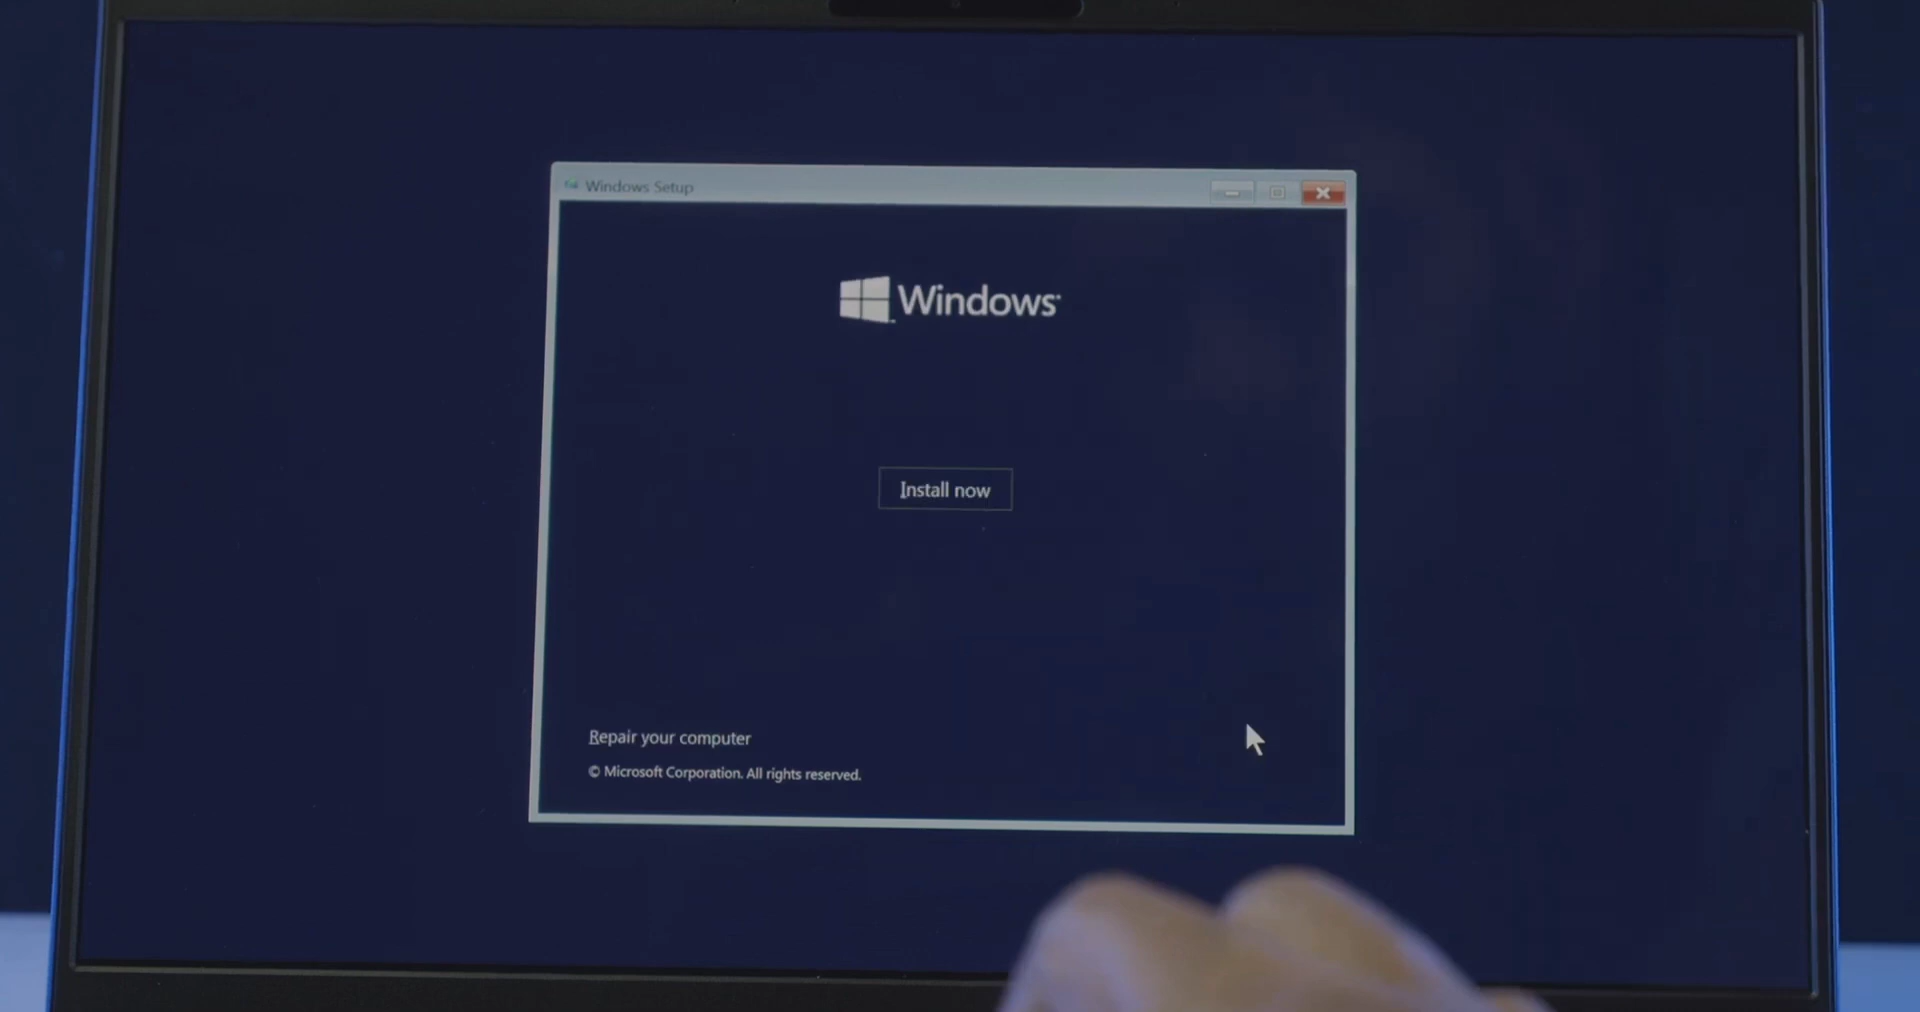 Windows Setup
Windows
Install now
Repair your computer
© Microsoft Corporation. All rights reserved.